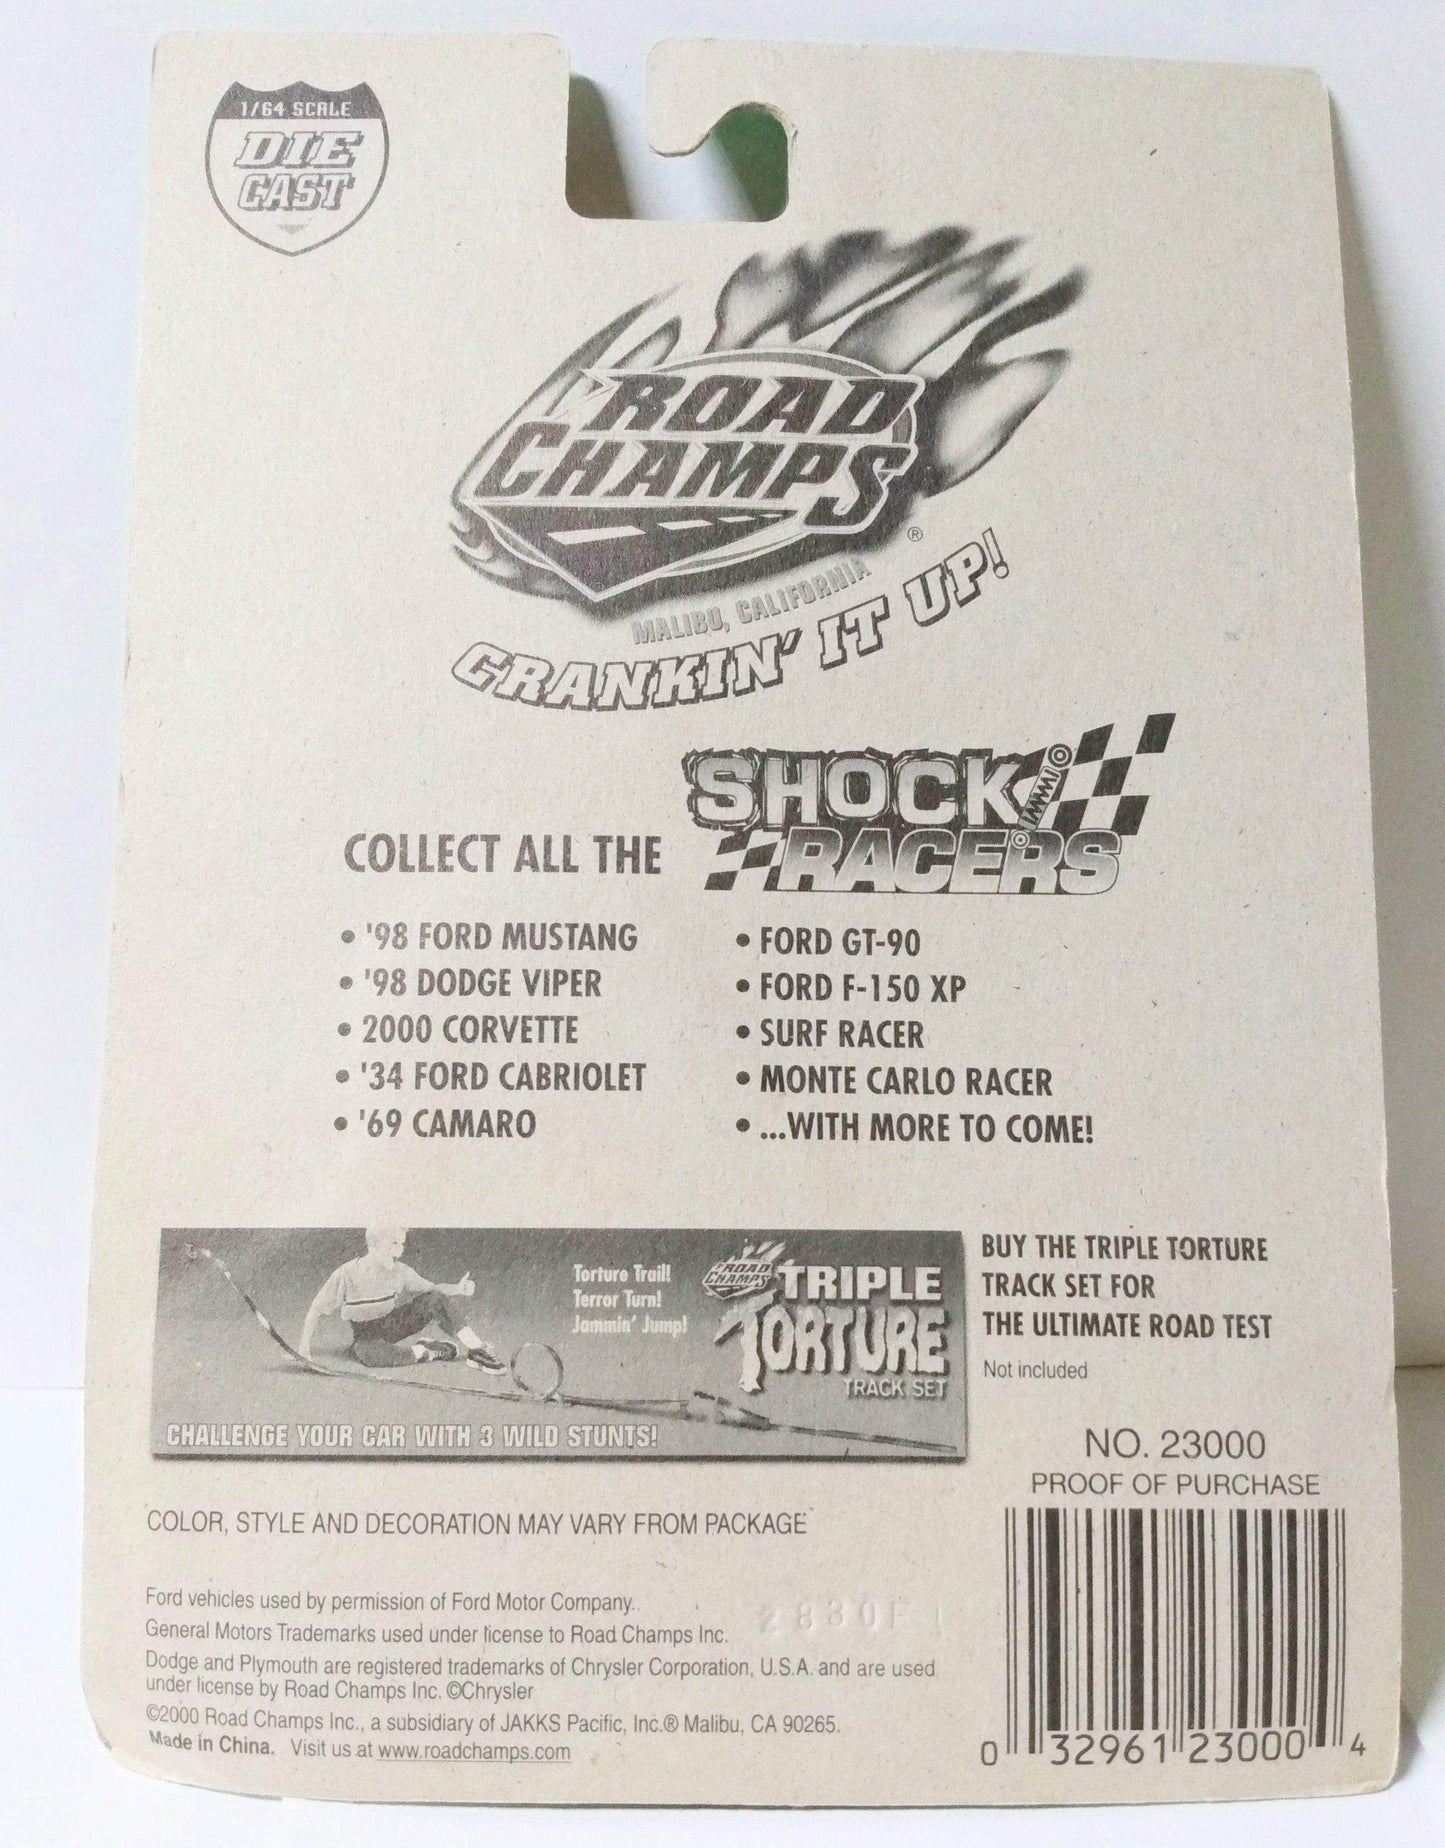 1/64 SCALE
DIE
CAST
ROAD
CHAMPS
®
MALIBU, CALIFORNIA
CRANKIN' IT UP!
SHOCK
RACERS
COLLECT ALL THE
• '98 FORD MUSTANG
• '98 DODGE VIPER
• 2000 CORVETTE
• '34 FORD CABRIOLET
• '69 CAMARO
• FORD GT-90
• FORD F-150 XP
• SURF RACER
• MONTE CARLO RACER
• ...WITH MORE TO COME!
Torture Trail!
Terror Turn!
Jammin' Jump!
ROAD
CHAMPS
TRIPLE
TORTURE
TRACK SET
CHALLENGE YOUR CAR WITH 3 WILD STUNTS!
BUY THE TRIPLE TORTURE
TRACK SET FOR
THE ULTIMATE ROAD TEST
Not included
NO. 23000
PROOF OF PURCHASE
COLOR, STYLE AND DECORATION MAY VARY FROM PACKAGE
Ford vehicles used by permission of Ford Motor Company.
General Motors Trademarks used under license to Road Champs Inc.
Dodge and Plymouth are registered trademarks of Chrysler Corporation, U.S.A. and are used
under license by Road Champs Inc. ©Chrysler
©2000 Road Champs Inc., a subsidiary of JAKKS Pacific, Inc.® Malibu, CA 90265.
Made in China. Visit us at www.roadchamps.com
0 32961 23000 4